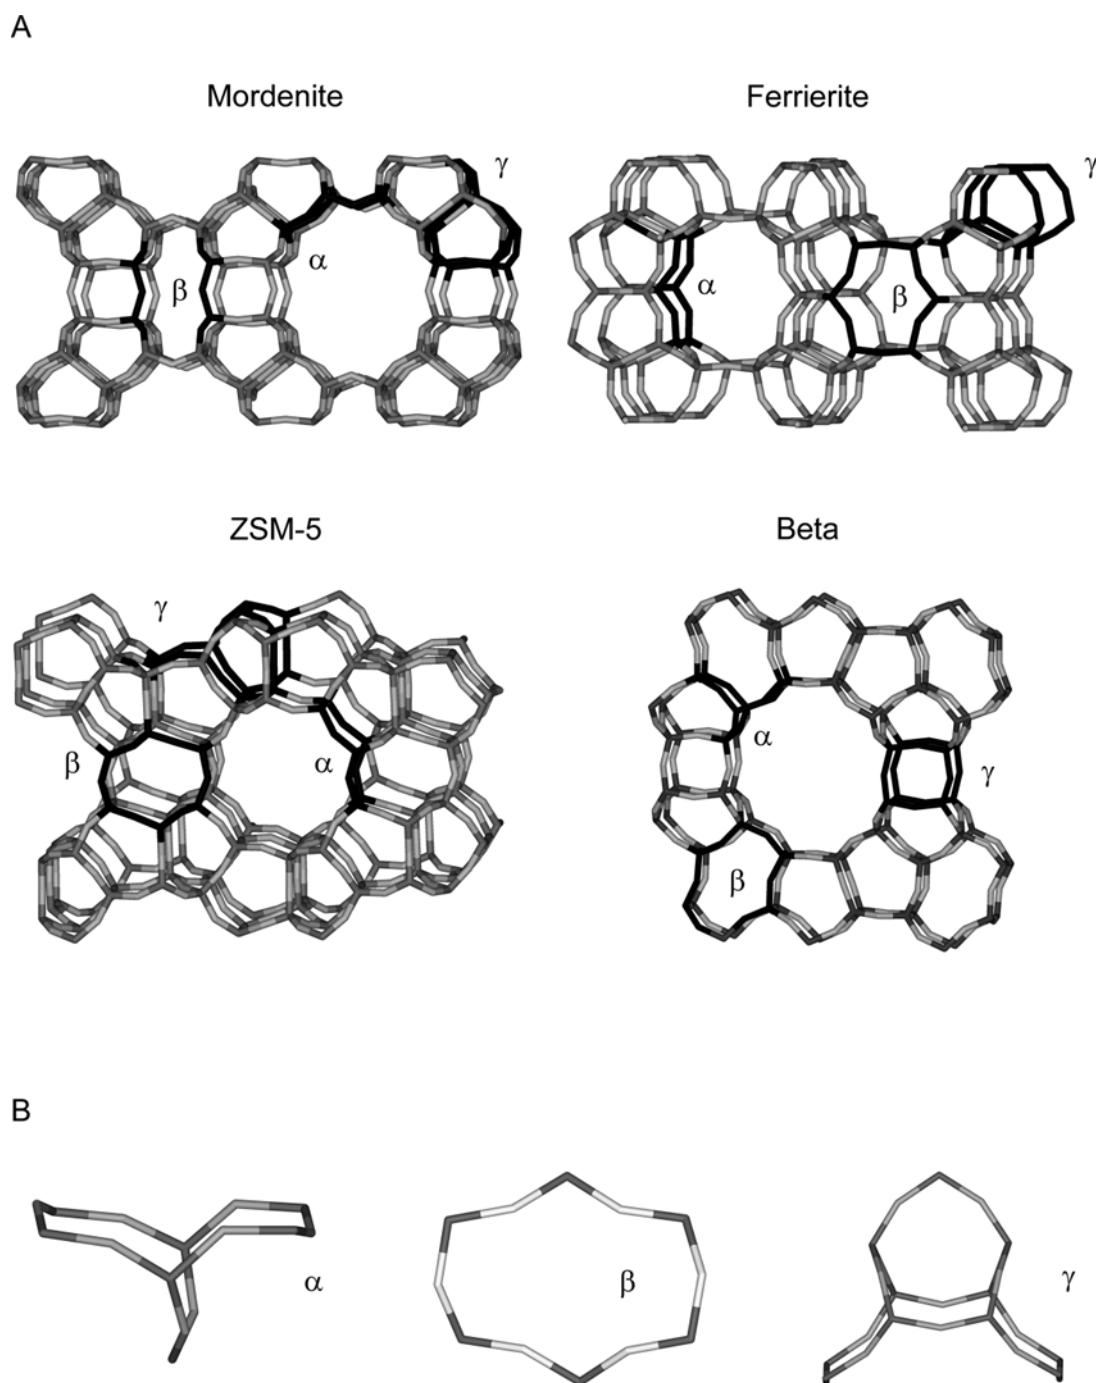 A
Mordenite Ferrierite
γ γ
α α
β β
ZSM-5 Beta
γ
β α α γ
β
B
α β γ